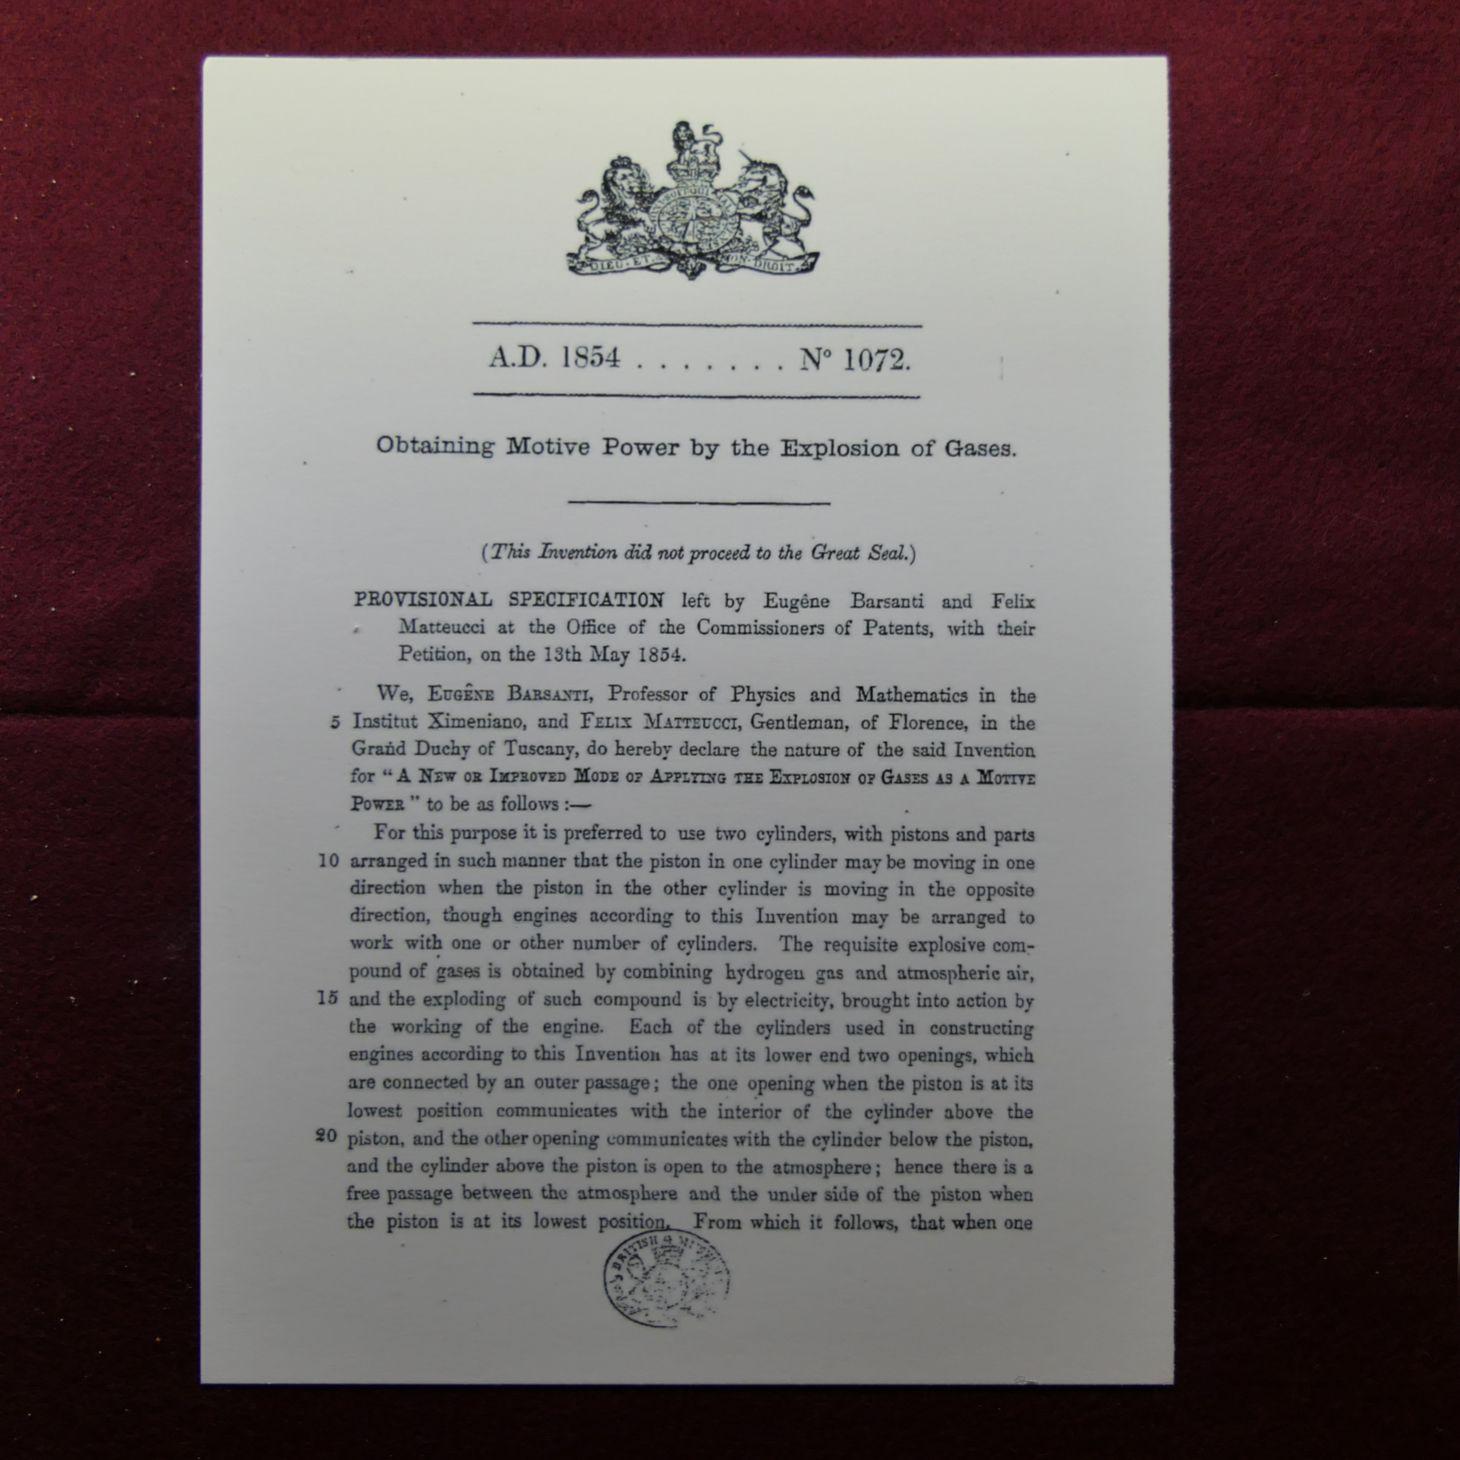 DIEU · ET · MON · DROIT
A.D. 1854 . . . . . . . Nº 1072.
Obtaining Motive Power by the Explosion of Gases.
(This Invention did not proceed to the Great Seal.)
PROVISIONAL SPECIFICATION left by Eugêne Barsanti and Felix
Matteucci at the Office of the Commissioners of Patents, with their
Petition, on the 13th May 1854.
We, EUGÊNE BARSANTI, Professor of Physics and Mathematics in the
5 Institut Ximeniano, and FELIX MATTEUCCI, Gentleman, of Florence, in the
Grand Duchy of Tuscany, do hereby declare the nature of the said Invention
for "A NEW OR IMPROVED MODE OF APPLYING THE EXPLOSION OF GASES AS A MOTIVE
POWER" to be as follows :—
For this purpose it is preferred to use two cylinders, with pistons and parts
10 arranged in such manner that the piston in one cylinder may be moving in one
direction when the piston in the other cylinder is moving in the opposite
direction, though engines according to this Invention may be arranged to
work with one or other number of cylinders. The requisite explosive com-
pound of gases is obtained by combining hydrogen gas and atmospheric air,
15 and the exploding of such compound is by electricity, brought into action by
the working of the engine. Each of the cylinders used in constructing
engines according to this Invention has at its lower end two openings, which
are connected by an outer passage; the one opening when the piston is at its
lowest position communicates with the interior of the cylinder above the
20 piston, and the other opening communicates with the cylinder below the piston,
and the cylinder above the piston is open to the atmosphere; hence there is a
free passage between the atmosphere and the under side of the piston when
the piston is at its lowest position. From which it follows, that when one
BRITISH